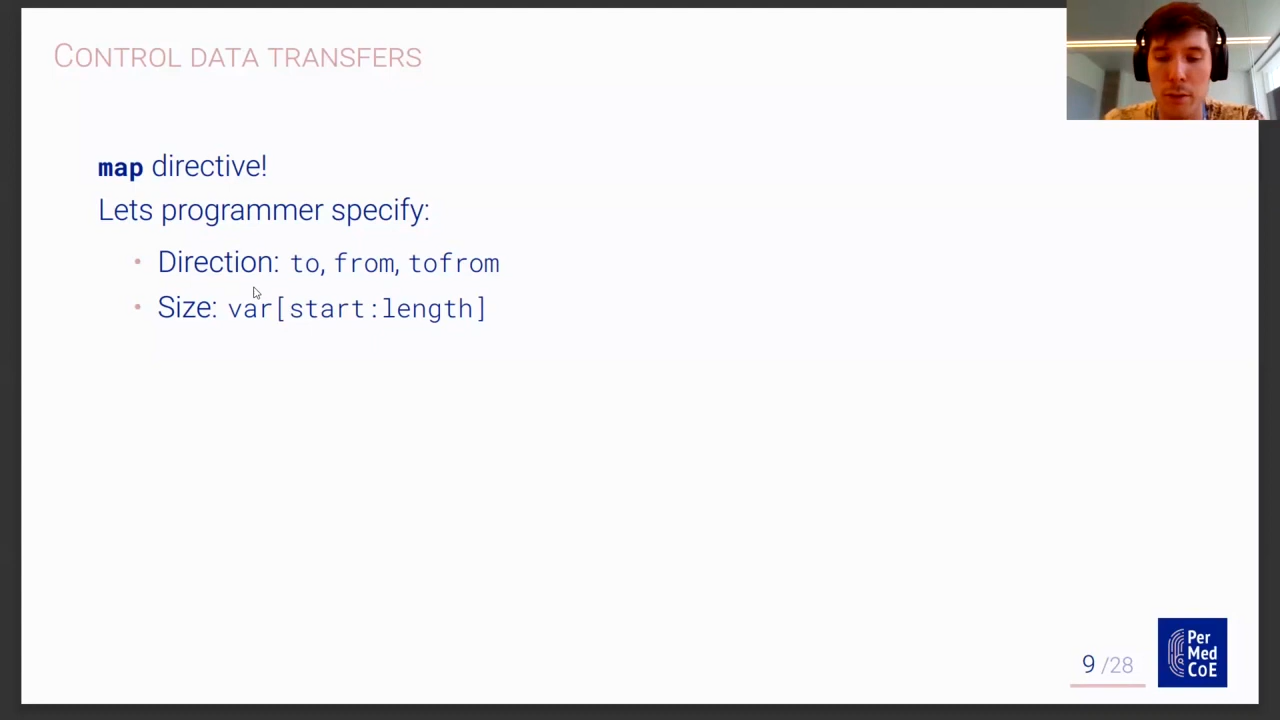 Control data transfers
map directive!
Lets programmer specify:
• Direction: to, from, tofrom
• Size: var[start:length]
9 /28
Per
Med
CoE